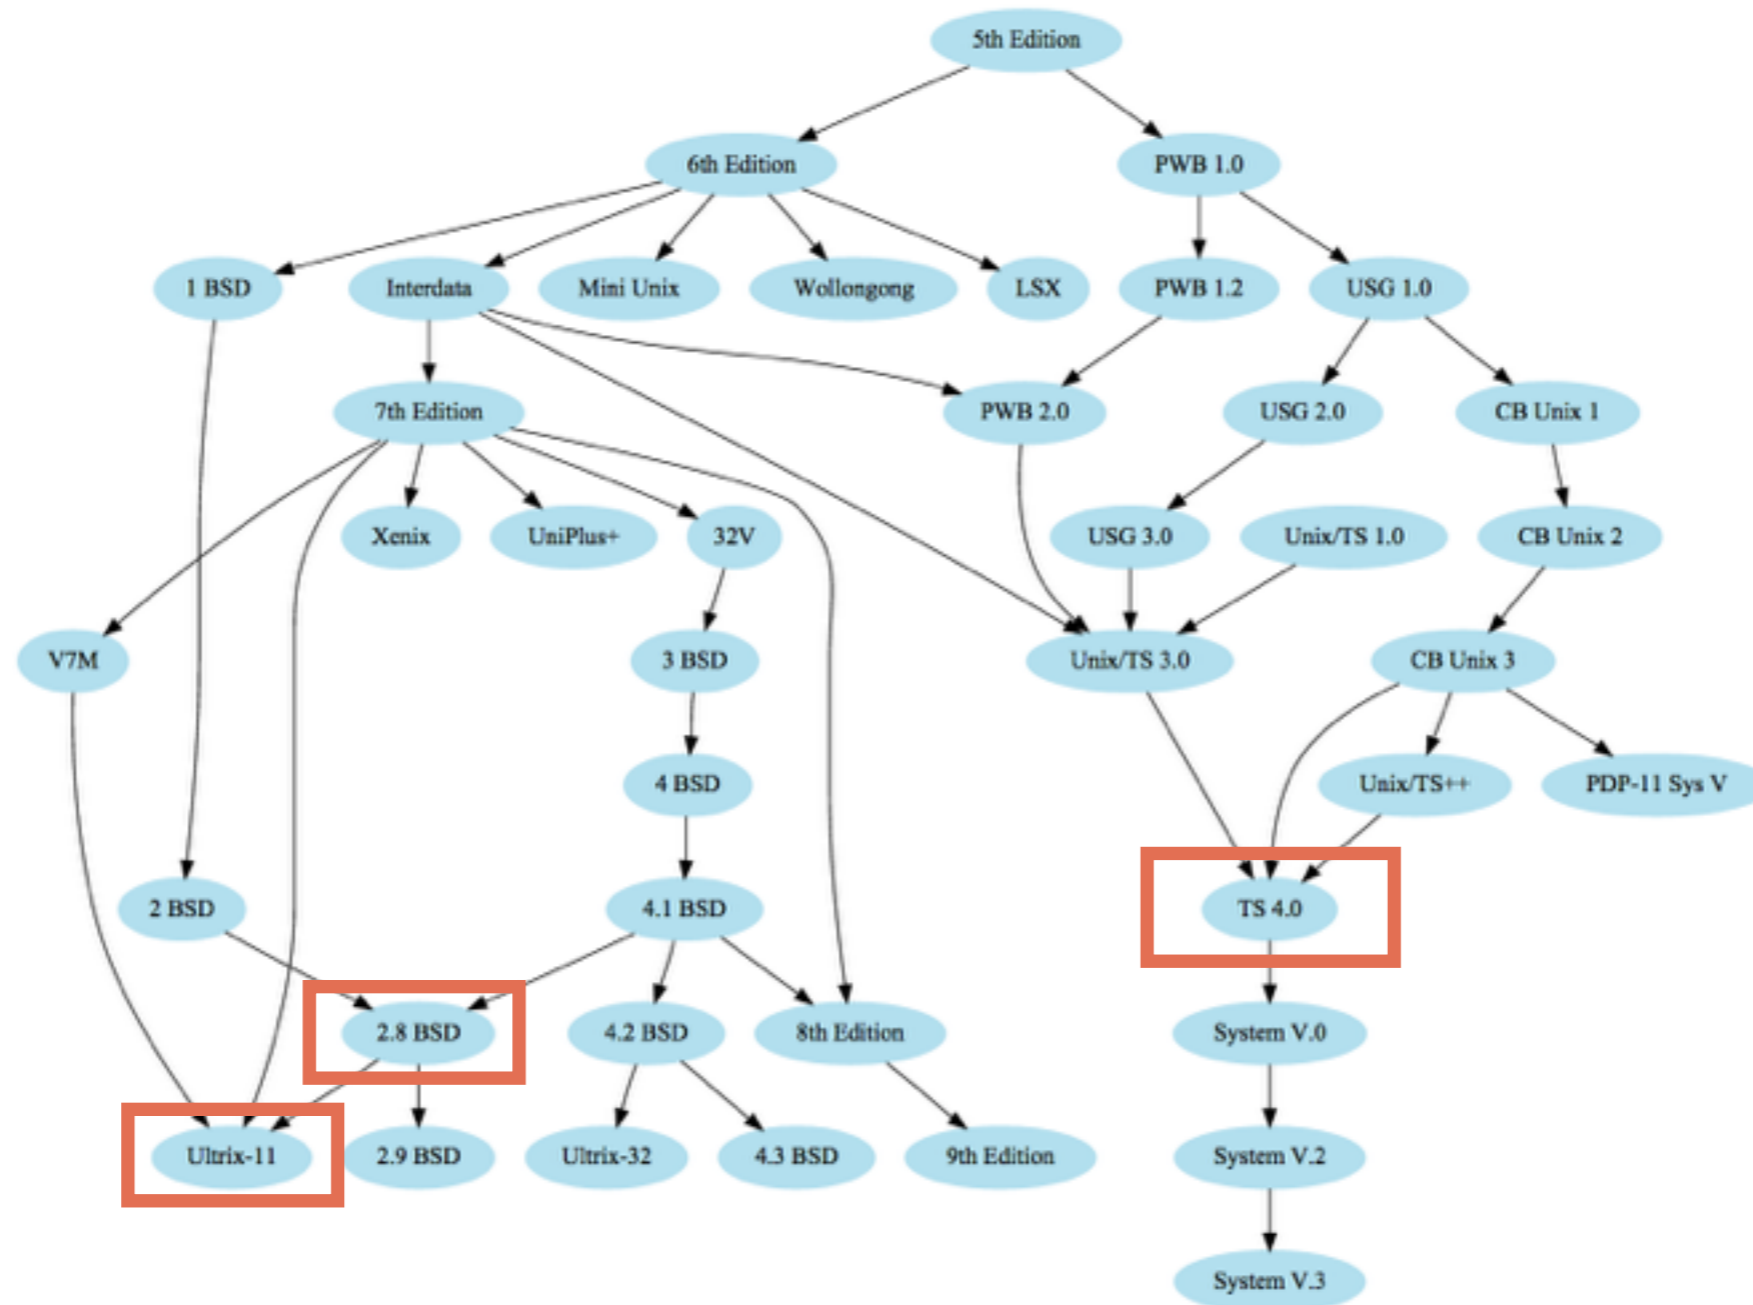 5th Edition
6th Edition
PWB 1.0
1 BSD
Interdata
Mini Unix
Wollongong
LSX
PWB 1.2
USG 1.0
7th Edition
PWB 2.0
USG 2.0
CB Unix 1
Xenix
UniPlus+
32V
USG 3.0
Unix/TS 1.0
CB Unix 2
V7M
3 BSD
Unix/TS 3.0
CB Unix 3
4 BSD
Unix/TS++
PDP-11 Sys V
2 BSD
4.1 BSD
TS 4.0
2.8 BSD
4.2 BSD
8th Edition
System V.0
Ultrix-11
2.9 BSD
Ultrix-32
4.3 BSD
9th Edition
System V.2
System V.3